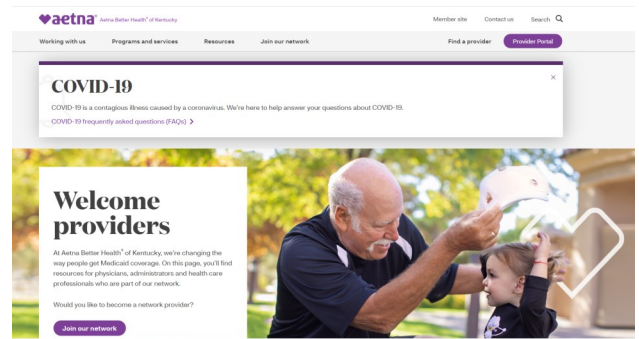 aetna® Aetna Better Health® of Kentucky
Member site Contact us Search
Working with us Programs and services Resources Join our network Find a provider Provider Portal
COVID-19
COVID-19 is a contagious illness caused by a coronavirus. We're here to help answer your questions about COVID-19.
COVID-19 frequently asked questions (FAQs)
Welcome
providers
At Aetna Better Health® of Kentucky, we're changing the
way people get Medicaid coverage. On this page, you'll find
resources for physicians, administrators and health care
professionals who are part of our network.
Would you like to become a network provider?
Join our network